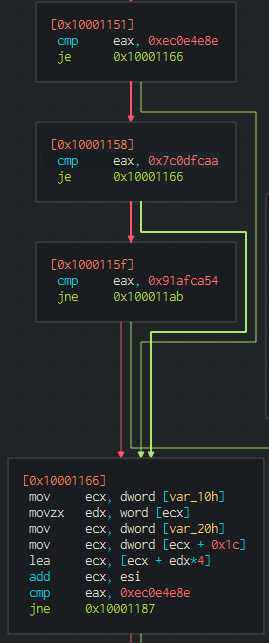 [0x10001151]
cmp eax, 0xec0e4e8e
je 0x10001166
[0x10001158]
cmp eax, 0x7c0dfcaa
je 0x10001166
[0x1000115f]
cmp eax, 0x91afca54
jne 0x100011ab
[0x10001166]
mov ecx, dword [var_10h]
movzx edx, word [ecx]
mov ecx, dword [var_20h]
mov ecx, dword [ecx + 0x1c]
lea ecx, [ecx + edx*4]
add ecx, esi
cmp eax, 0xec0e4e8e
jne 0x10001187